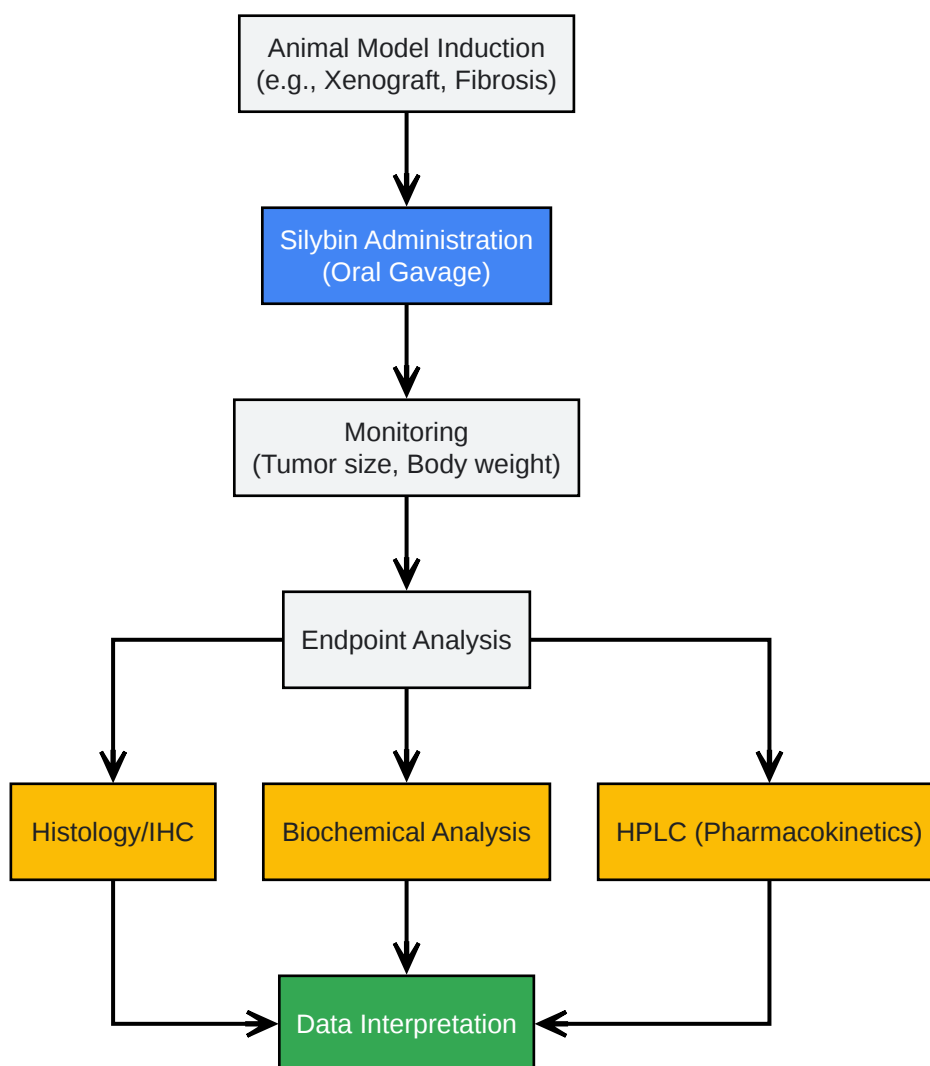 Animal Model Induction
(e.g., Xenograft, Fibrosis)
Silybin Administration
(Oral Gavage)
Monitoring
(Tumor size, Body weight)
Endpoint Analysis
Histology/IHC
Biochemical Analysis
HPLC (Pharmacokinetics)
Data Interpretation